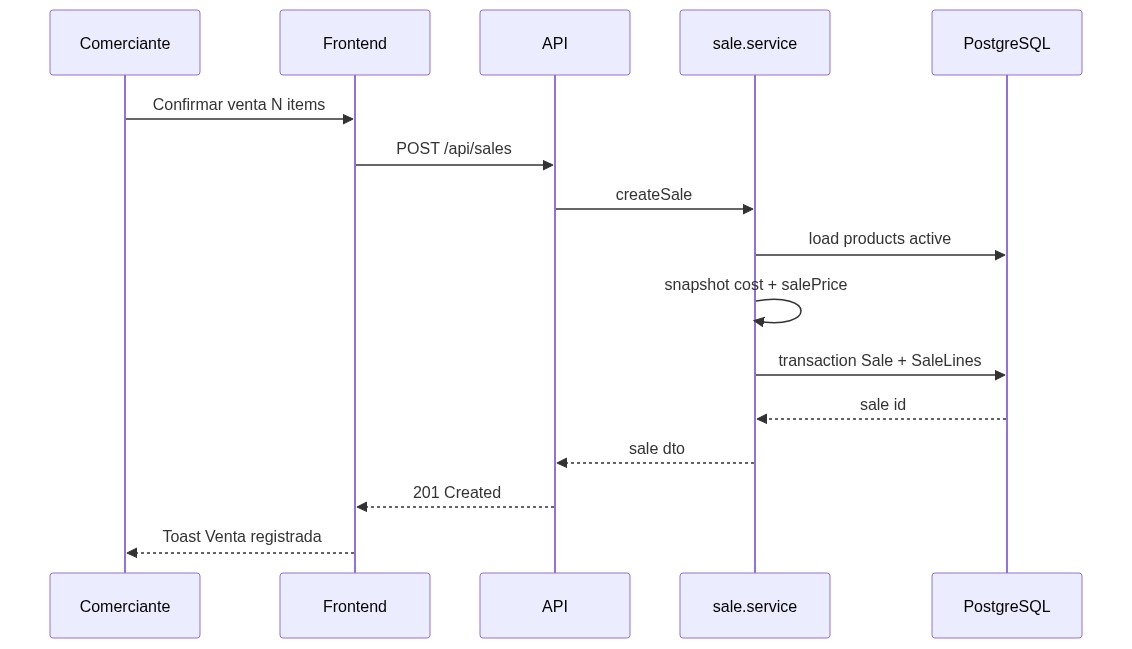 Comerciante
Frontend
API
sale.service
PostgreSQL
Confirmar venta N items
POST /api/sales
createSale
load products active
snapshot cost + salePrice
transaction Sale + SaleLines
sale id
sale dto
201 Created
Toast Venta registrada
Comerciante
Frontend
API
sale.service
PostgreSQL